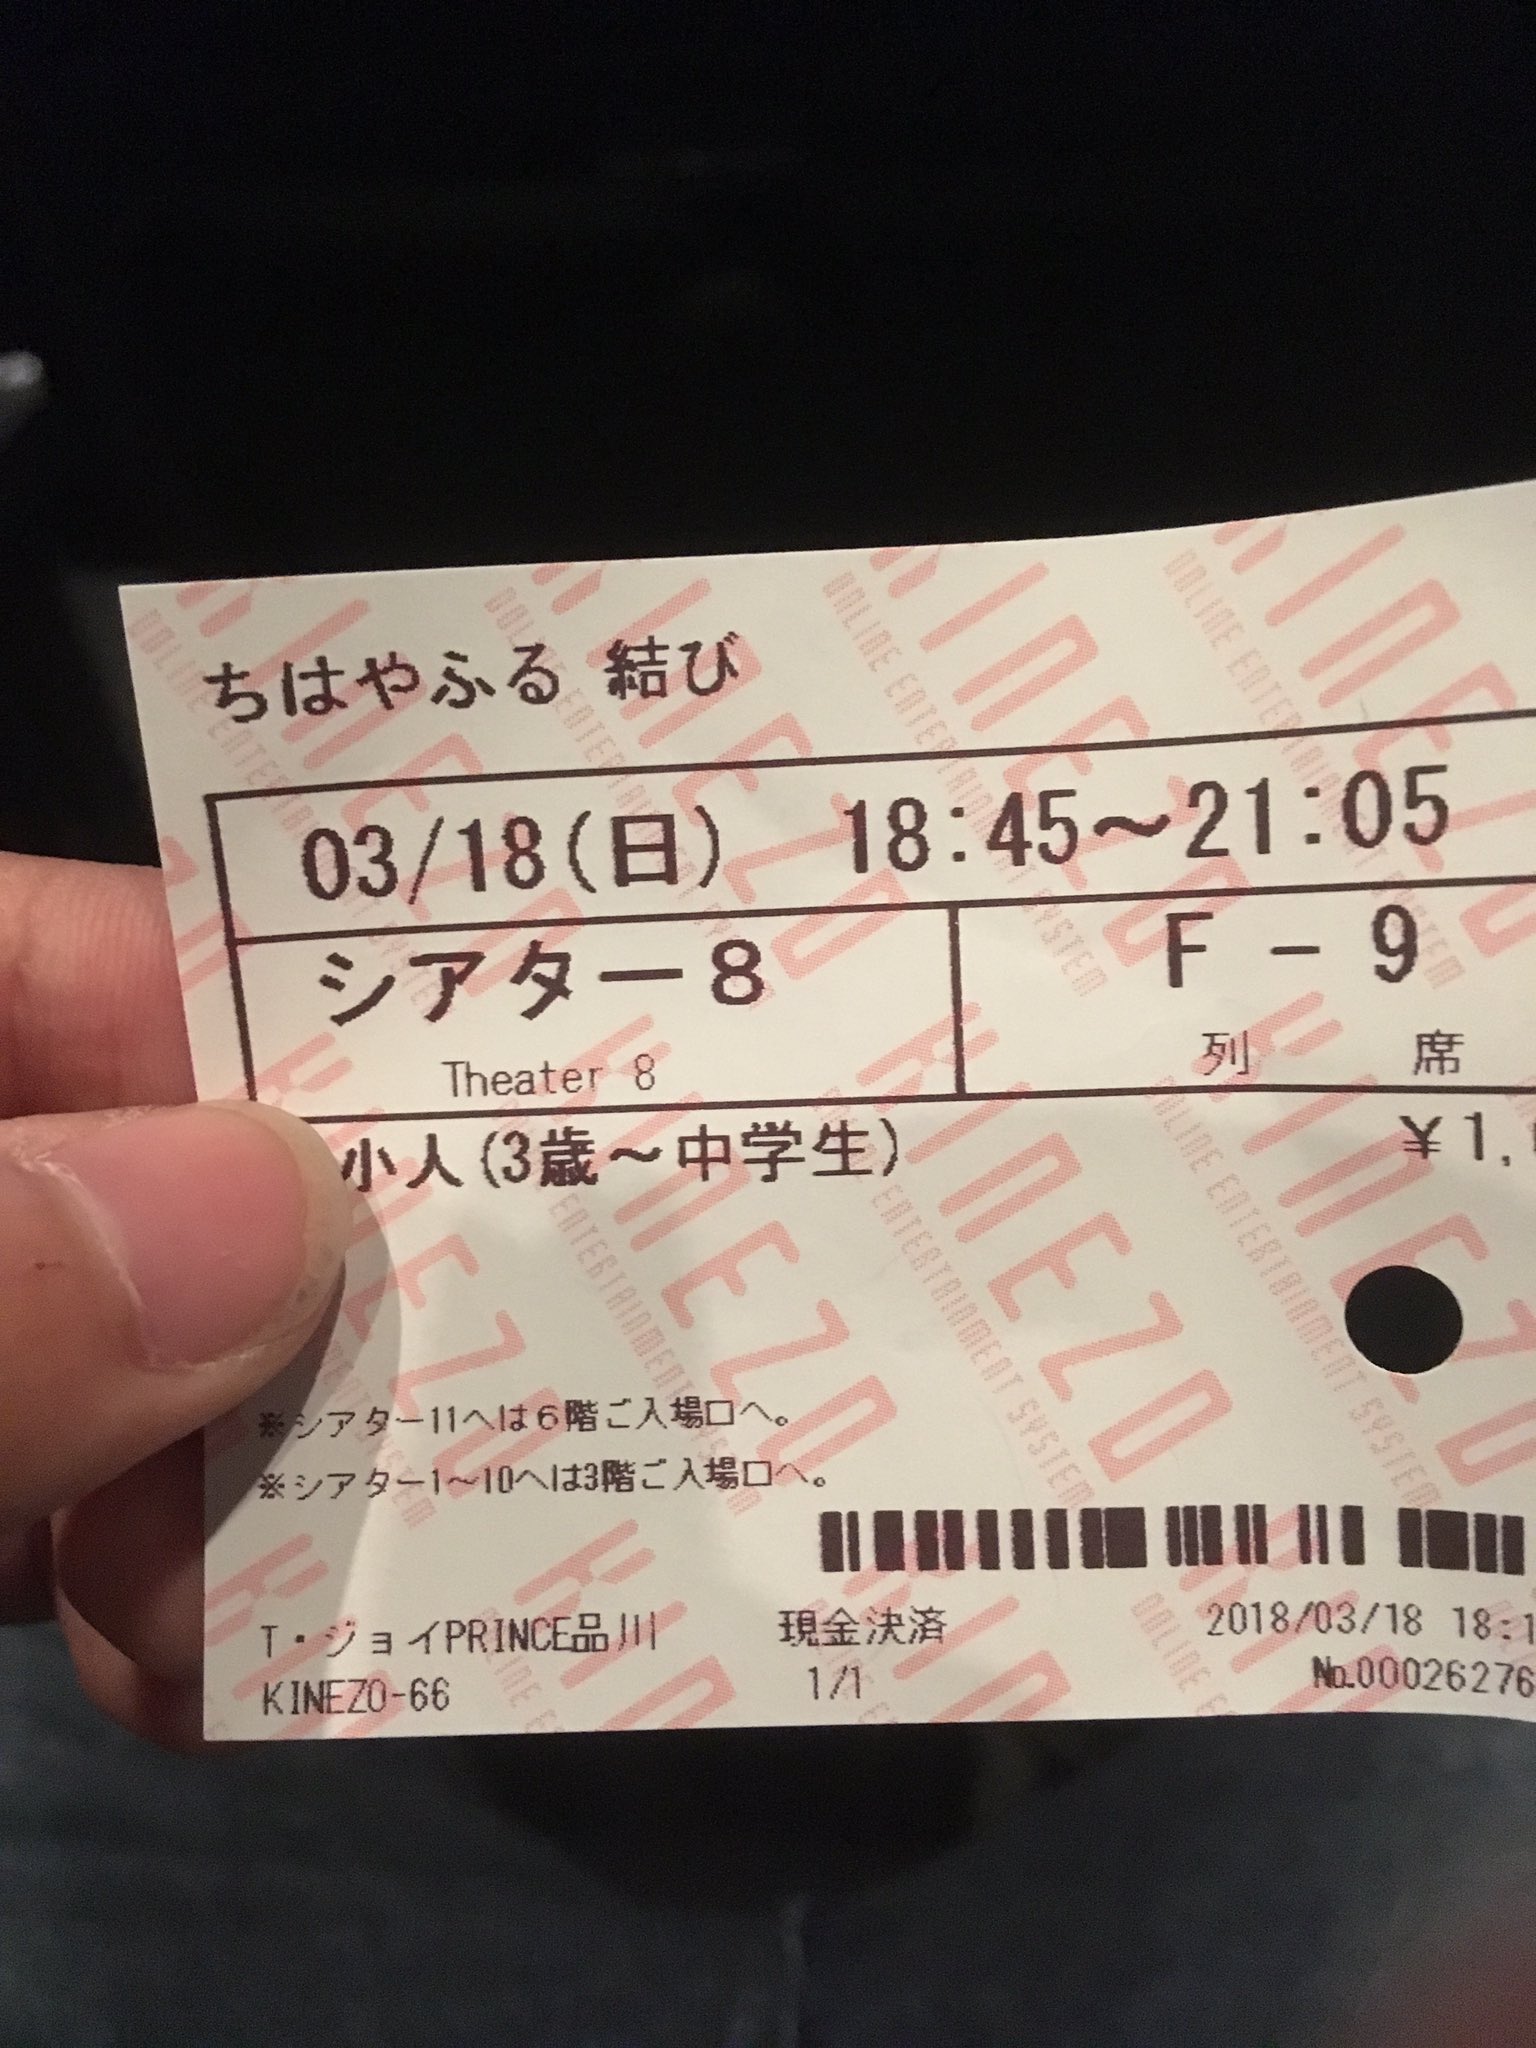 ちはやふる 結び
03/18(日) 18:45～21:05
シアター8 F - 9
Theater 8 列 席
小人(3歳～中学生) ¥1,
※シアター11へは6階ご入場口へ。
※シアター1～10へは3階ご入場口へ。
T・ジョイPRINCE品川 現金決済 2018/03/18 18:1
KINEZO-66 1/1 No.00026276
KINEZO
ONLINE ENTERTAINMENT SYSTEM